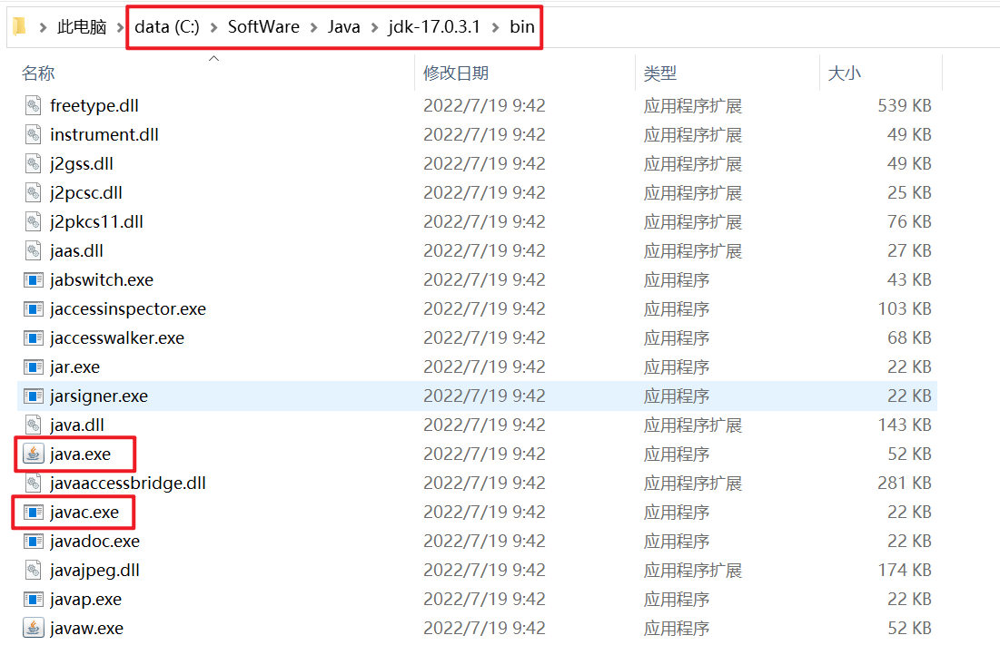 此电脑 > data (C:) > SoftWare > Java > jdk-17.0.3.1 > bin
名称 修改日期 类型 大小
freetype.dll 2022/7/19 9:42 应用程序扩展 539 KB
instrument.dll 2022/7/19 9:42 应用程序扩展 49 KB
j2gss.dll 2022/7/19 9:42 应用程序扩展 49 KB
j2pcsc.dll 2022/7/19 9:42 应用程序扩展 25 KB
j2pkcs11.dll 2022/7/19 9:42 应用程序扩展 76 KB
jaas.dll 2022/7/19 9:42 应用程序扩展 27 KB
jabswitch.exe 2022/7/19 9:42 应用程序 43 KB
jaccessinspector.exe 2022/7/19 9:42 应用程序 103 KB
jaccesswalker.exe 2022/7/19 9:42 应用程序 68 KB
jar.exe 2022/7/19 9:42 应用程序 22 KB
jarsigner.exe 2022/7/19 9:42 应用程序 22 KB
java.dll 2022/7/19 9:42 应用程序扩展 143 KB
java.exe 2022/7/19 9:42 应用程序 52 KB
javaaccessbridge.dll 2022/7/19 9:42 应用程序扩展 281 KB
javac.exe 2022/7/19 9:42 应用程序 22 KB
javadoc.exe 2022/7/19 9:42 应用程序 22 KB
javajpeg.dll 2022/7/19 9:42 应用程序扩展 174 KB
javap.exe 2022/7/19 9:42 应用程序 22 KB
javaw.exe 2022/7/19 9:42 应用程序 52 KB